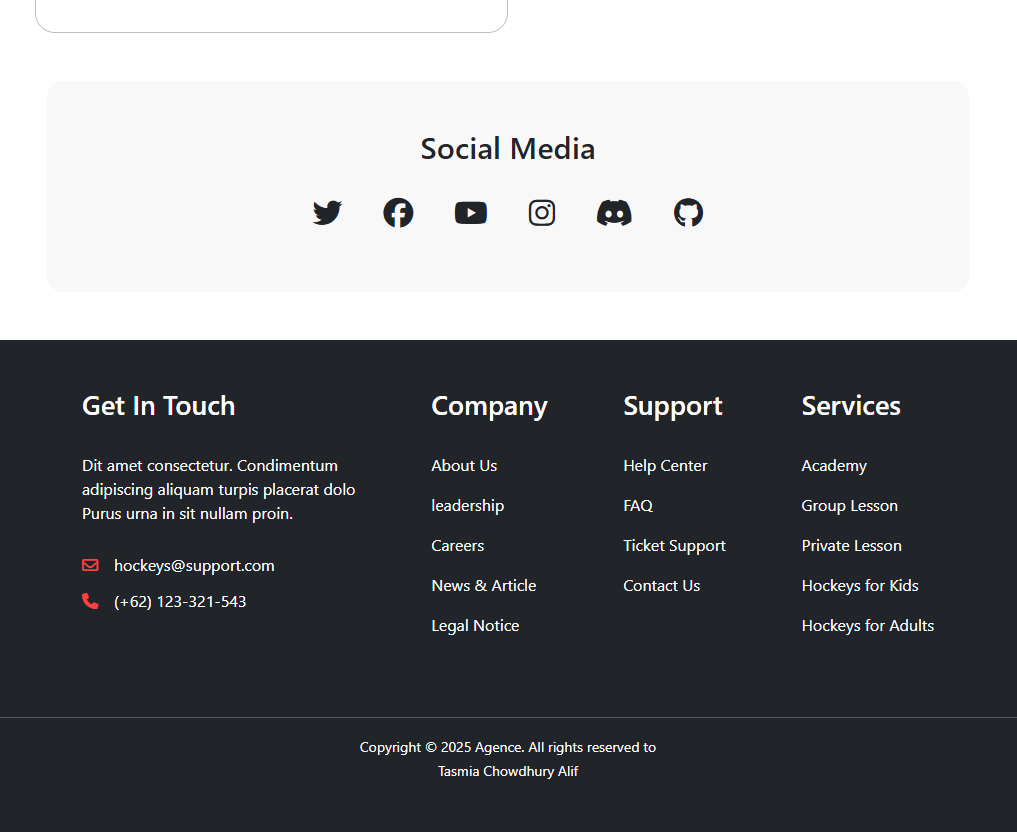 Social Media
Get In Touch
Dit amet consectetur. Condimentum
adipiscing aliquam turpis placerat dolo
Purus urna in sit nullam proin.
hockeys@support.com
(+62) 123-321-543
Company
About Us
leadership
Careers
News & Article
Legal Notice
Support
Help Center
FAQ
Ticket Support
Contact Us
Services
Academy
Group Lesson
Private Lesson
Hockeys for Kids
Hockeys for Adults
Copyright © 2025 Agence. All rights reserved to
Tasmia Chowdhury Alif